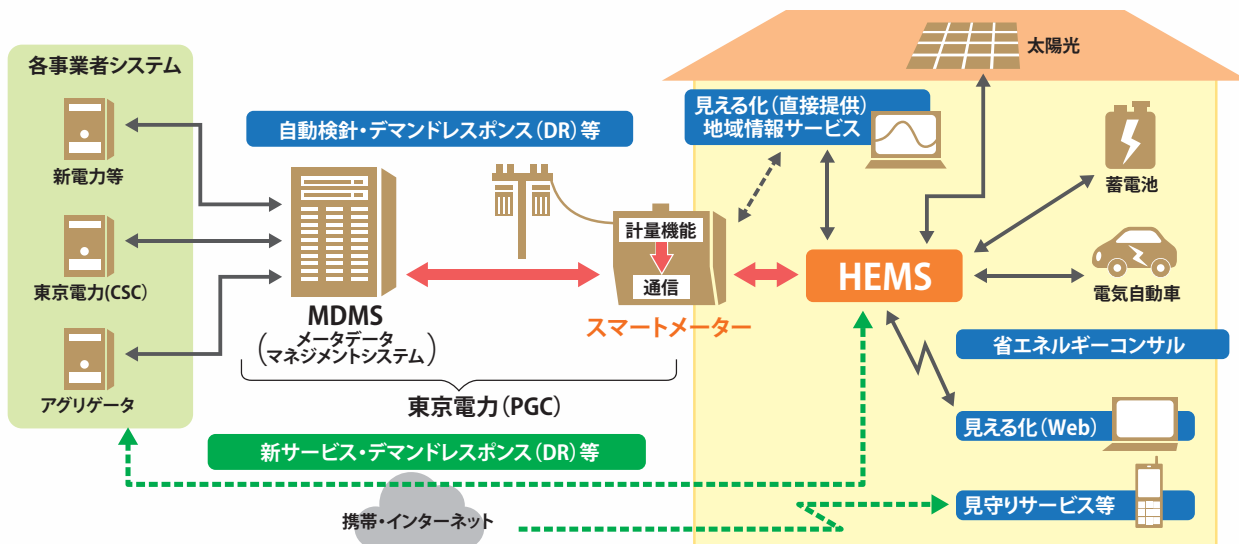 各事業者システム
新電力等
東京電力(CSC)
アグリゲータ
自動検針・デマンドレスポンス(DR)等
MDMS
(メータデータ
マネジメントシステム)
計量機能
通信
スマートメーター
東京電力(PGC)
新サービス・デマンドレスポンス(DR)等
携帯・インターネット
太陽光
見える化(直接提供)
地域情報サービス
HEMS
蓄電池
電気自動車
省エネルギーコンサル
見える化(Web)
見守りサービス等